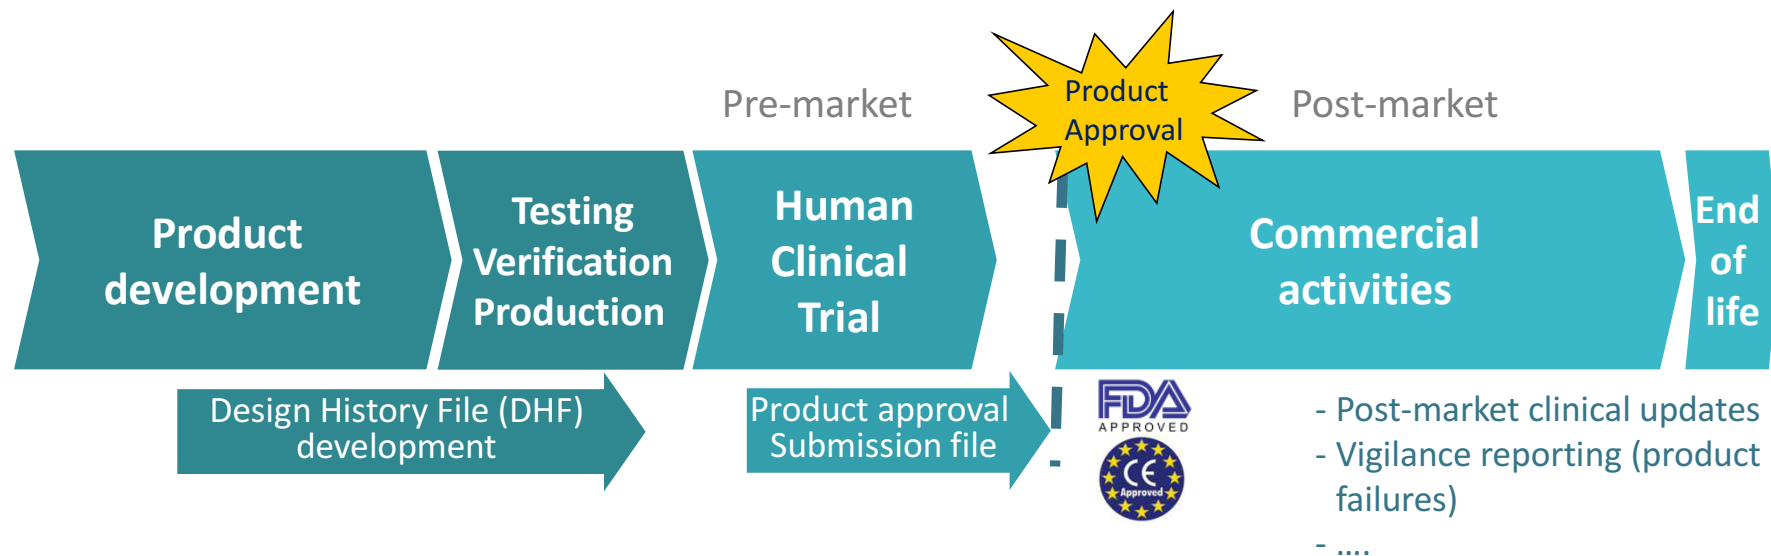 Pre-market
Product
Approval
Post-market
Product
development
Testing
Verification
Production
Human
Clinical
Trial
Commercial
activities
End
of
life
Design History File (DHF)
development
Product approval
Submission file
FDA
APPROVED
CE
Approved
- Post-market clinical updates
- Vigilance reporting (product
failures)
- ....